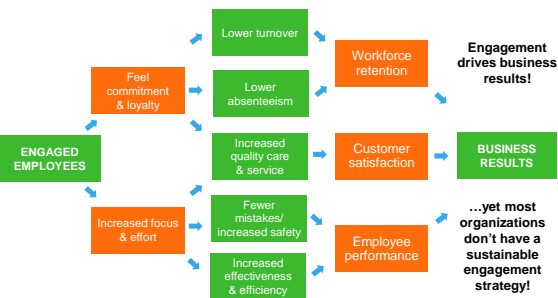 Lower turnover
Workforce
retention
Engagement
drives business
results!
Feel
commitment
& loyalty
Lower
absenteeism
ENGAGED
EMPLOYEES
Increased
quality care
& service
Customer
satisfaction
BUSINESS
RESULTS
Increased focus
& effort
Fewer
mistakes/
increased safety
Employee
performance
Increased
effectiveness
& efficiency
...yet most
organizations
don't have a
sustainable
engagement
strategy!